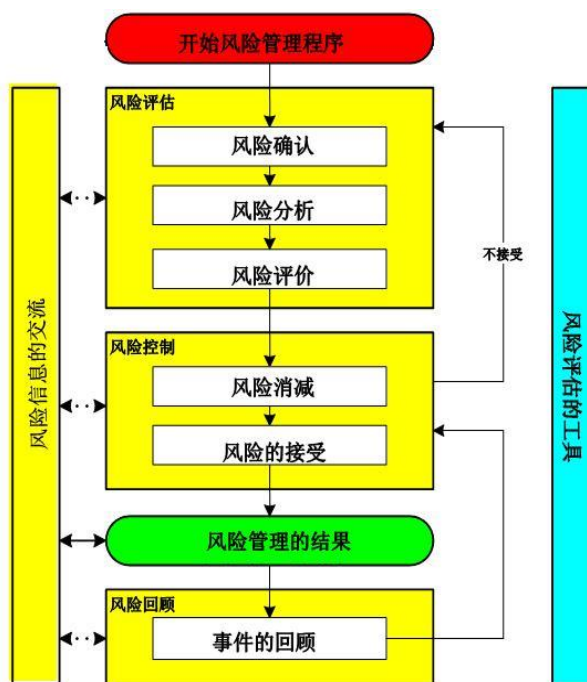 开始风险管理程序
风险评估
风险确认
风险分析
风险评价
不接受
风险控制
风险消减
风险的接受
风险管理的结果
风险回顾
事件的回顾
风险信息的交流
风险评估的工具